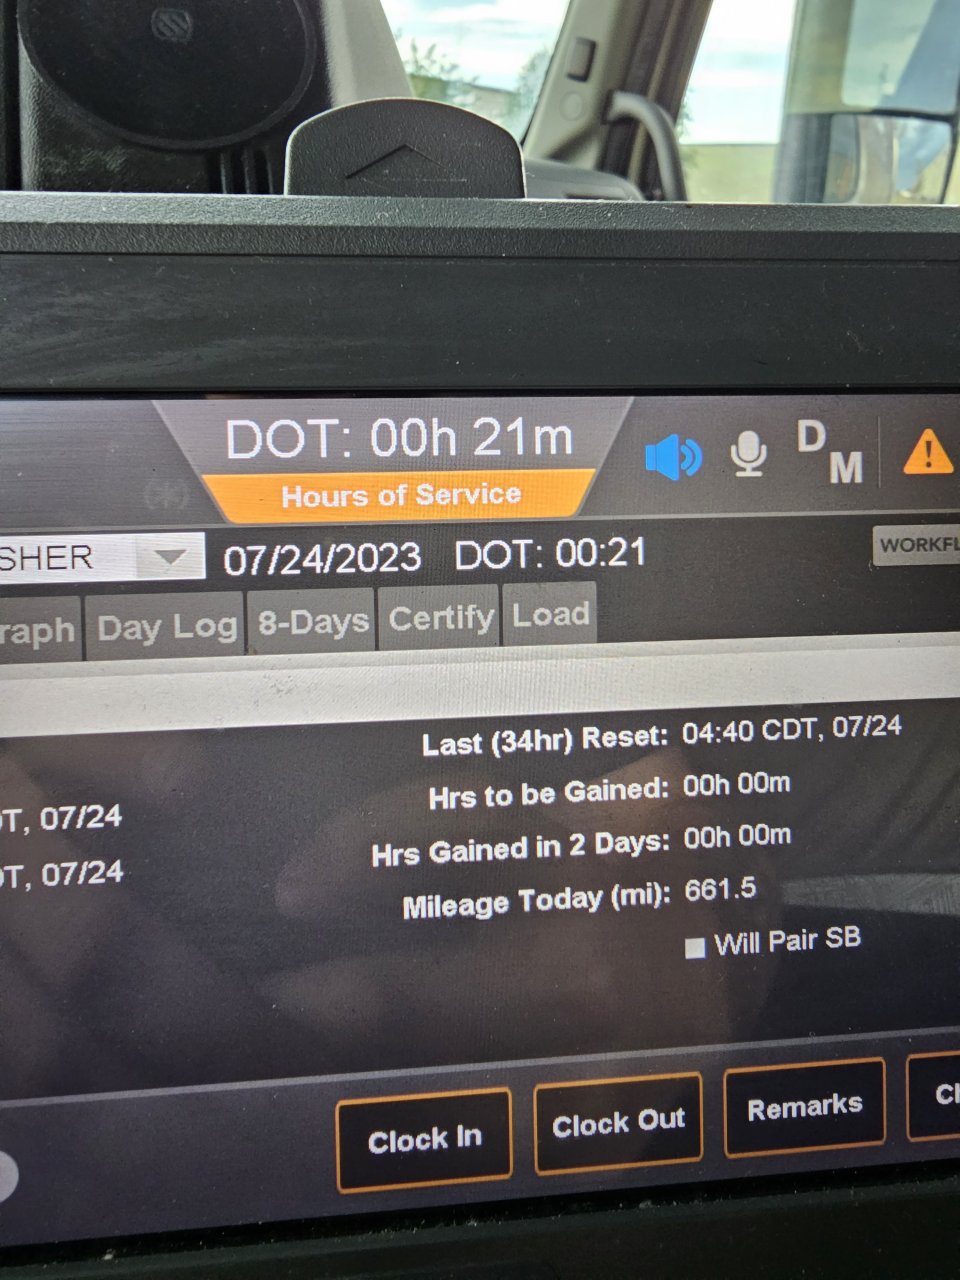 DOT: 00h 21m
Hours of Service
D
M
SHER
07/24/2023 DOT: 00:21
WORKFL
raph Day Log 8-Days Certify Load
Last (34hr) Reset: 04:40 CDT, 07/24
Hrs to be Gained: 00h 00m
OT, 07/24
Hrs Gained in 2 Days: 00h 00m
OT, 07/24
Mileage Today (mi): 661.5
Will Pair SB
Clock In
Clock Out
Remarks
Cl